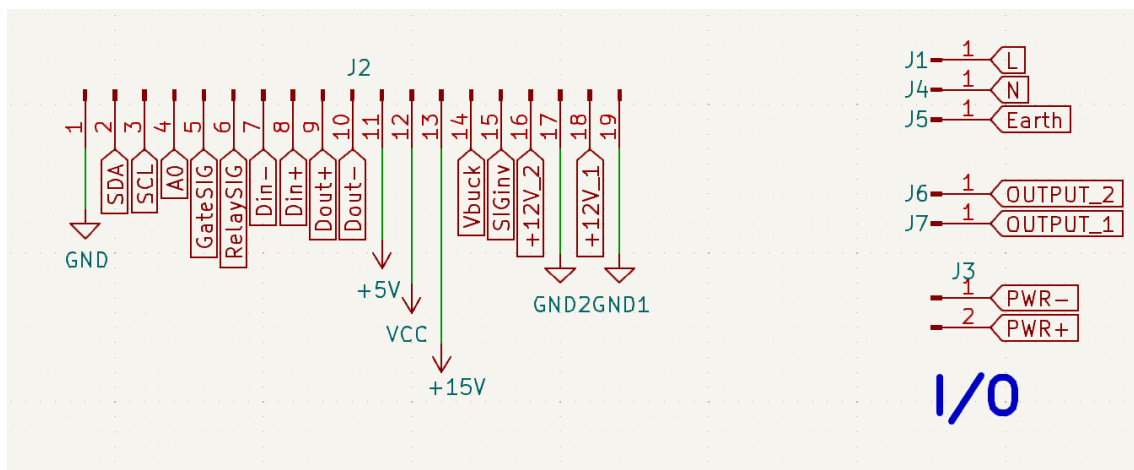 J2
1
2
3
4
5
6
7
8
9
10
11
12
13
14
15
16
17
18
19
SDA
SCL
A0
GateSIG
RelaySIG
Din-
Din+
Dout+
Dout-
Vbuck
SIGinv
+12V_2
+12V_1
GND
+5V
VCC
+15V
GND2
GND1
J1 1 L
J4 1 N
J5 1 Earth
J6 1 OUTPUT_2
J7 1 OUTPUT_1
J3
1 PWR-
2 PWR+
I/O